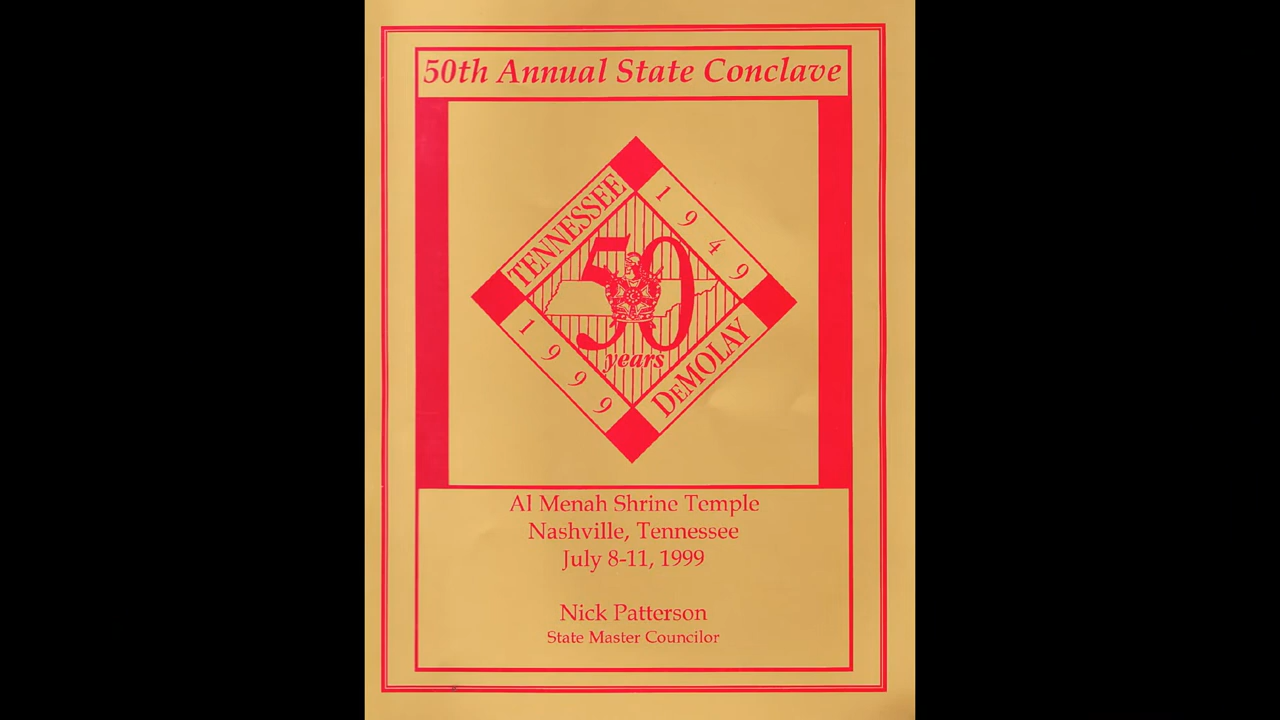 50th Annual State Conclave
TENNESSEE
1949
50
years
1999
DeMOLAY
Al Menah Shrine Temple
Nashville, Tennessee
July 8-11, 1999
Nick Patterson
State Master Councilor